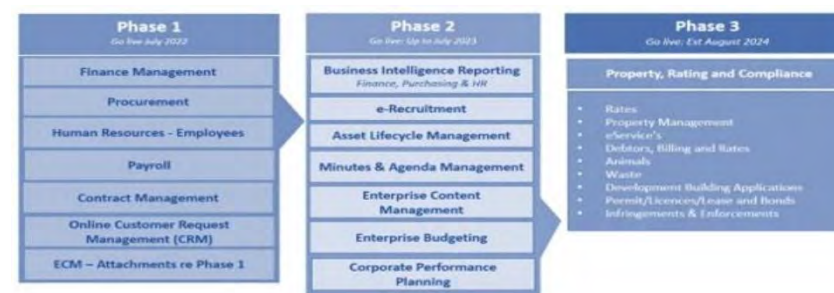 Phase 1
Go live July 2022
Finance Management
Procurement
Human Resources - Employees
Payroll
Contract Management
Online Customer Request
Management (CRM)
ECM – Attachments re Phase 1
Phase 2
Go live: Up to July 2023
Business Intelligence Reporting
Finance, Purchasing & HR
e-Recruitment
Asset Lifecycle Management
Minutes & Agenda Management
Enterprise Content
Management
Enterprise Budgeting
Corporate Performance
Planning
Phase 3
Go live: Est August 2024
Property, Rating and Compliance
• Rates
• Property Management
• eService's
• Debtors, Billing and Rates
• Animals
• Waste
• Development Building Applications
• Permit/Licences/Lease and Bonds
• Infringements & Enforcements